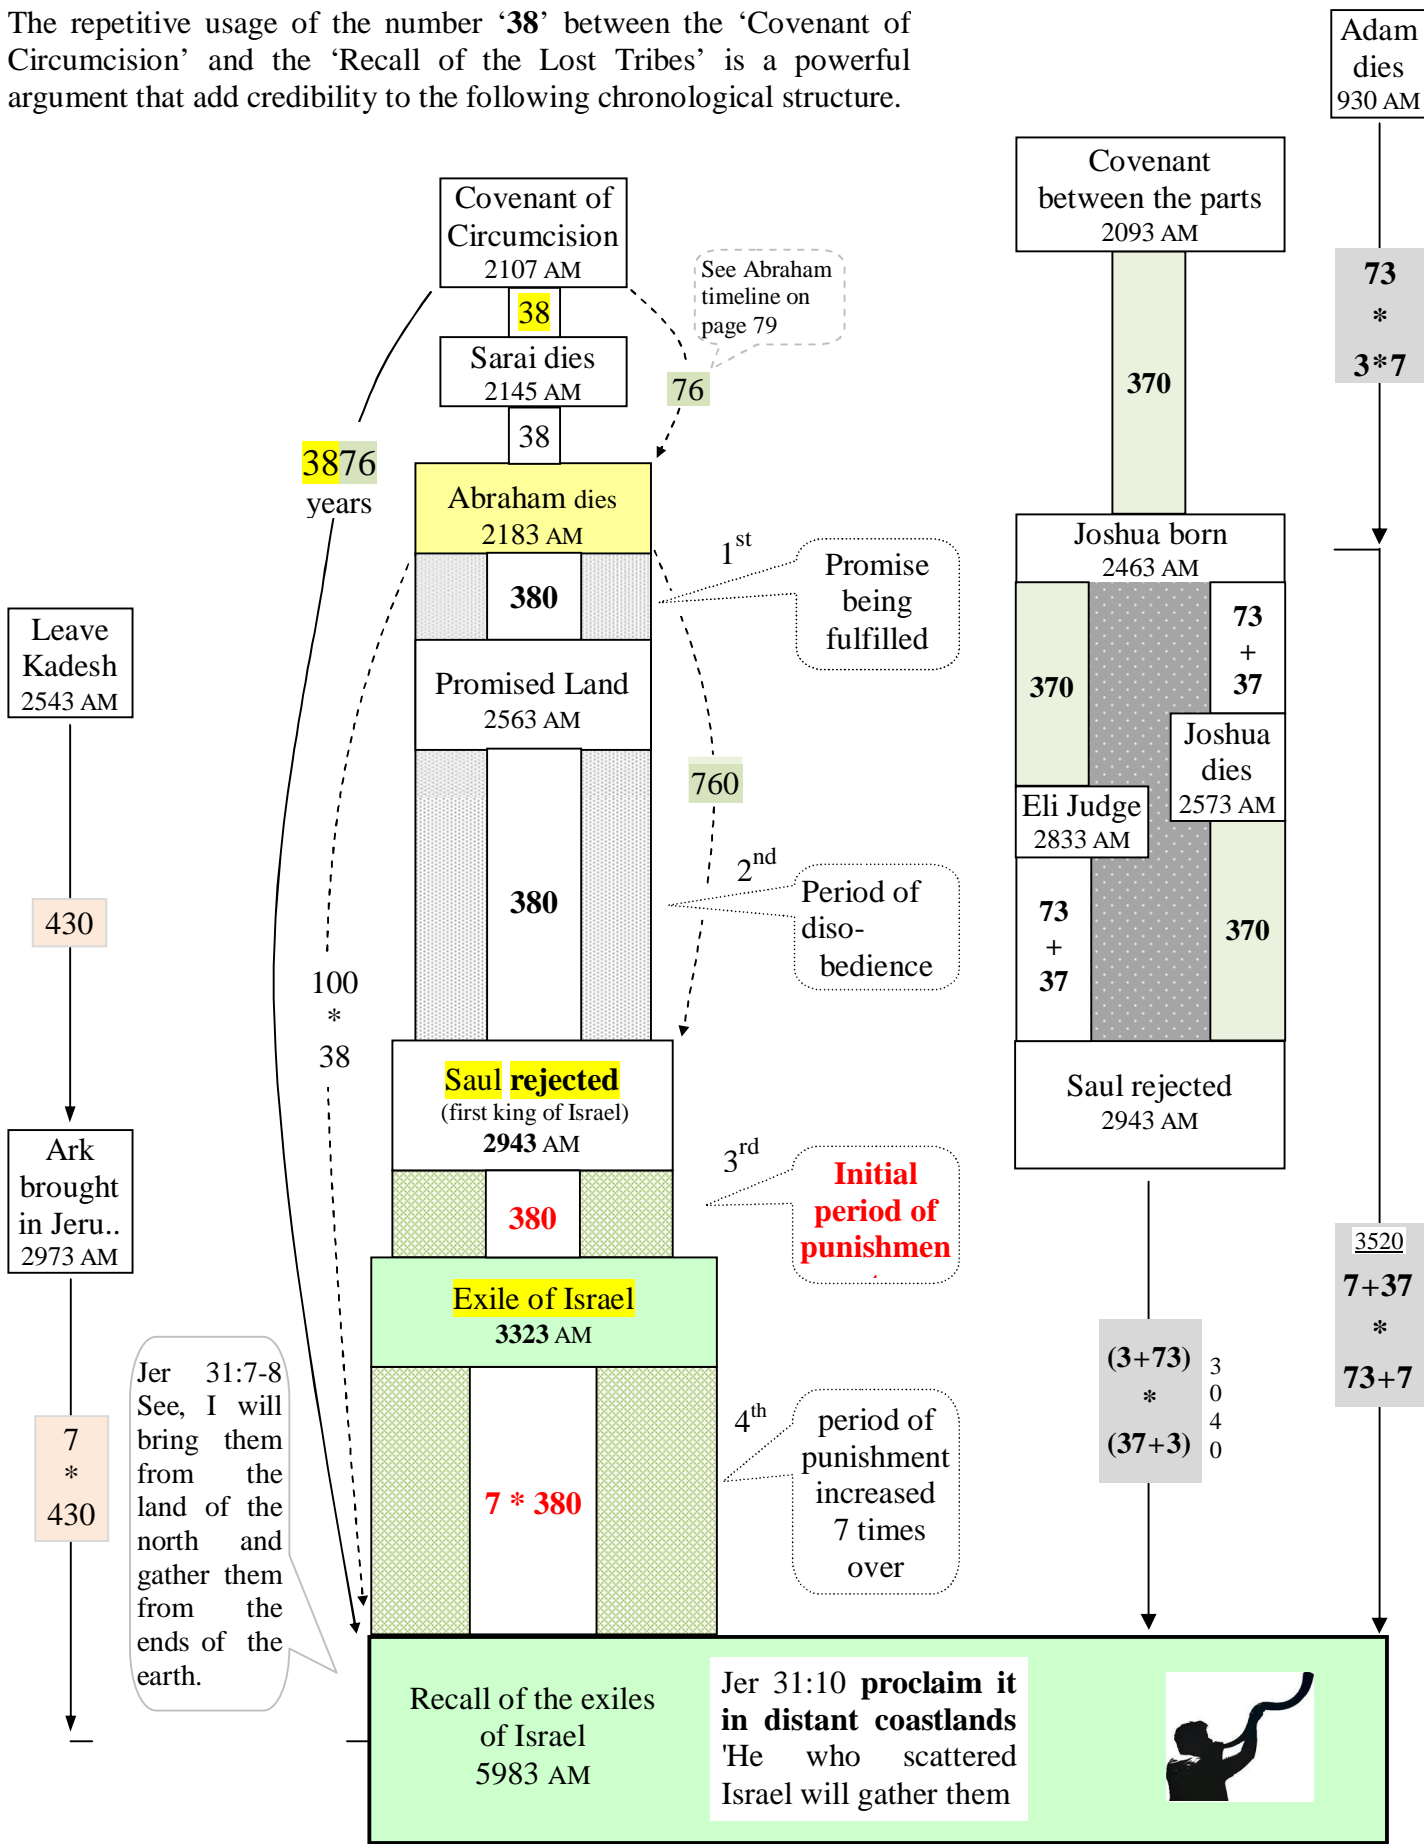 The repetitive usage of the number ‘38’ between the ‘Covenant of
Circumcision’ and the ‘Recall of the Lost Tribes’ is a powerful
argument that add credibility to the following chronological structure.
Adam
dies
930 AM
73
*
3*7
3520
7+37
*
73+7
Covenant
between the parts
2093 AM
370
Joshua born
2463 AM
370
73
+
37
Joshua
dies
2573 AM
Eli Judge
2833 AM
73
+
37
370
Saul rejected
2943 AM
(3+73)
*
(37+3)
3
0
4
0
Covenant of
Circumcision
2107 AM
38
See Abraham
timeline on
page 79
Sarai dies
2145 AM
76
38
3876
years
Abraham dies
2183 AM
1st
Promise
being
fulfilled
380
Promised Land
2563 AM
760
380
2nd
Period of
diso-
bedience
100
*
38
Saul rejected
(first king of Israel)
2943 AM
3rd
Initial
period of
punishmen
380
Exile of Israel
3323 AM
4th
period of
punishment
increased
7 times
over
7 * 380
Leave
Kadesh
2543 AM
430
Ark
brought
in Jeru..
2973 AM
7
*
430
Jer 31:7-8
See, I will
bring them
from the
land of the
north and
gather them
from the
ends of the
earth.
Recall of the exiles
of Israel
5983 AM
Jer 31:10 proclaim it
in distant coastlands
'He who scattered
Israel will gather them